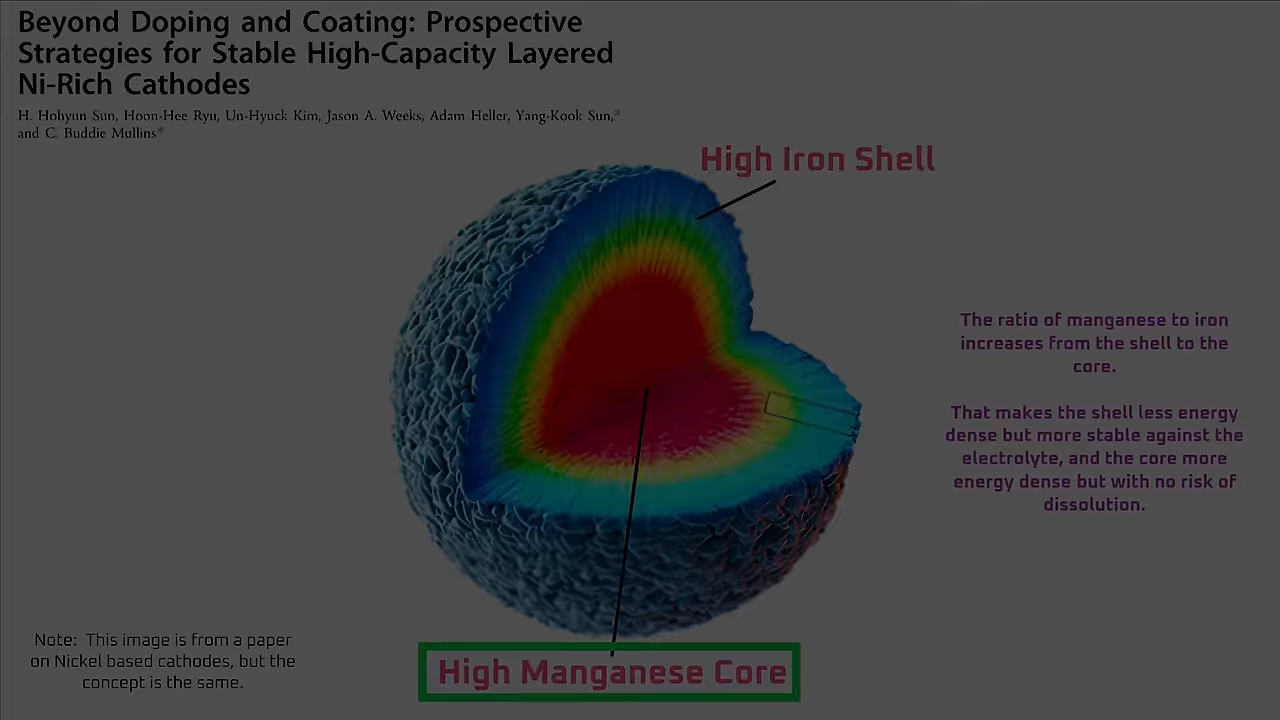 Beyond Doping and Coating: Prospective
Strategies for Stable High-Capacity Layered
Ni-Rich Cathodes
H. Hohyun Sun, Hoon-Hee Ryu, Un-Hyuck Kim, Jason A. Weeks, Adam Heller, Yang-Kook Sun,*
and C. Buddie Mullins*
High Iron Shell
The ratio of manganese to iron
increases from the shell to the
core.
That makes the shell less energy
dense but more stable against the
electrolyte, and the core more
energy dense but with no risk of
dissolution.
Note: This image is from a paper
on Nickel based cathodes, but the
concept is the same.
High Manganese Core